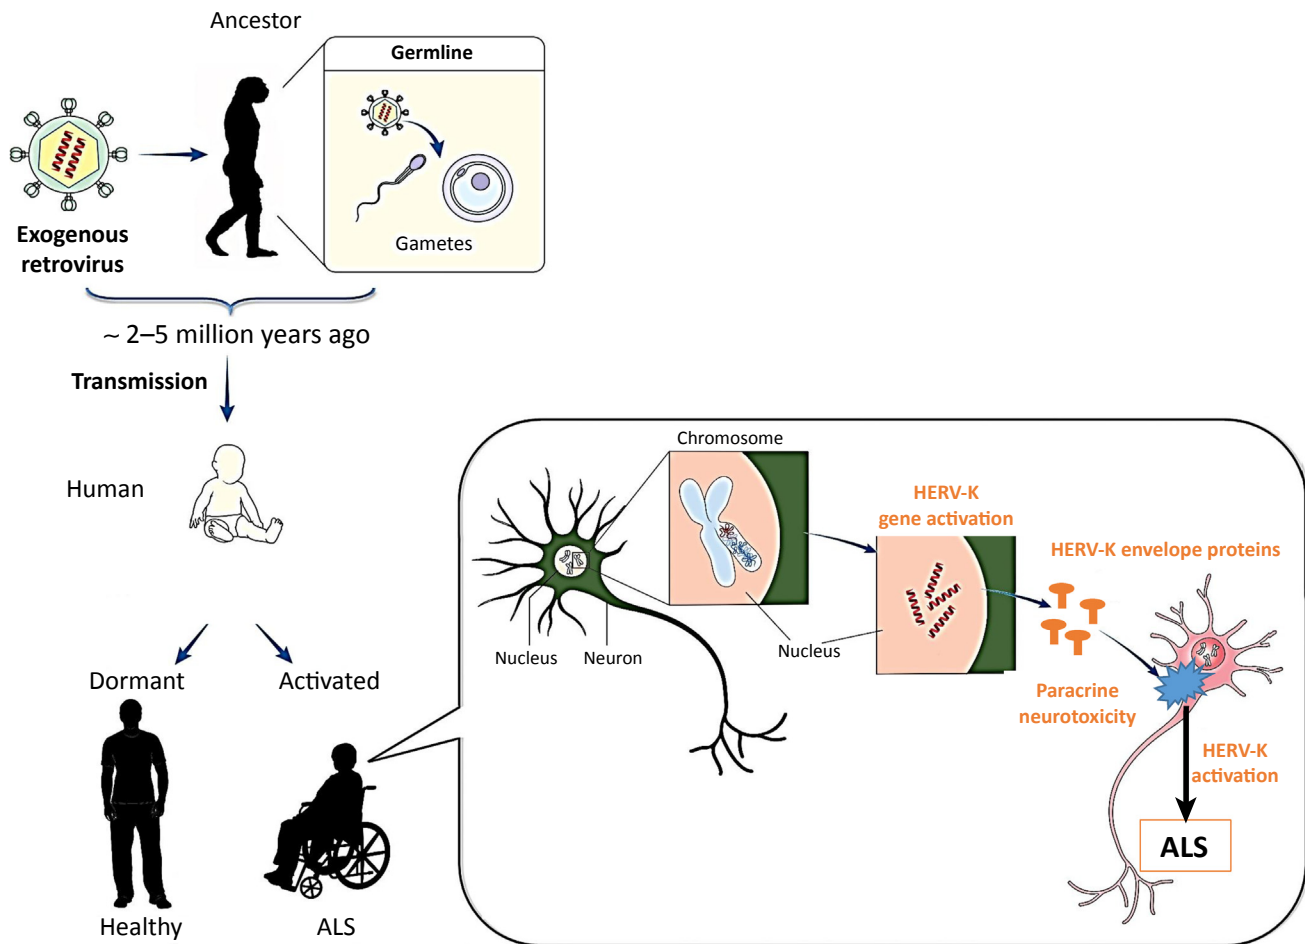 Ancestor
Germline
Gametes
Exogenous
retrovirus
~ 2–5 million years ago
Transmission
Human
Dormant
Activated
Healthy
ALS
Chromosome
Nucleus
Neuron
Nucleus
HERV-K
gene activation
HERV-K envelope proteins
Paracrine
neurotoxicity
HERV-K
activation
ALS